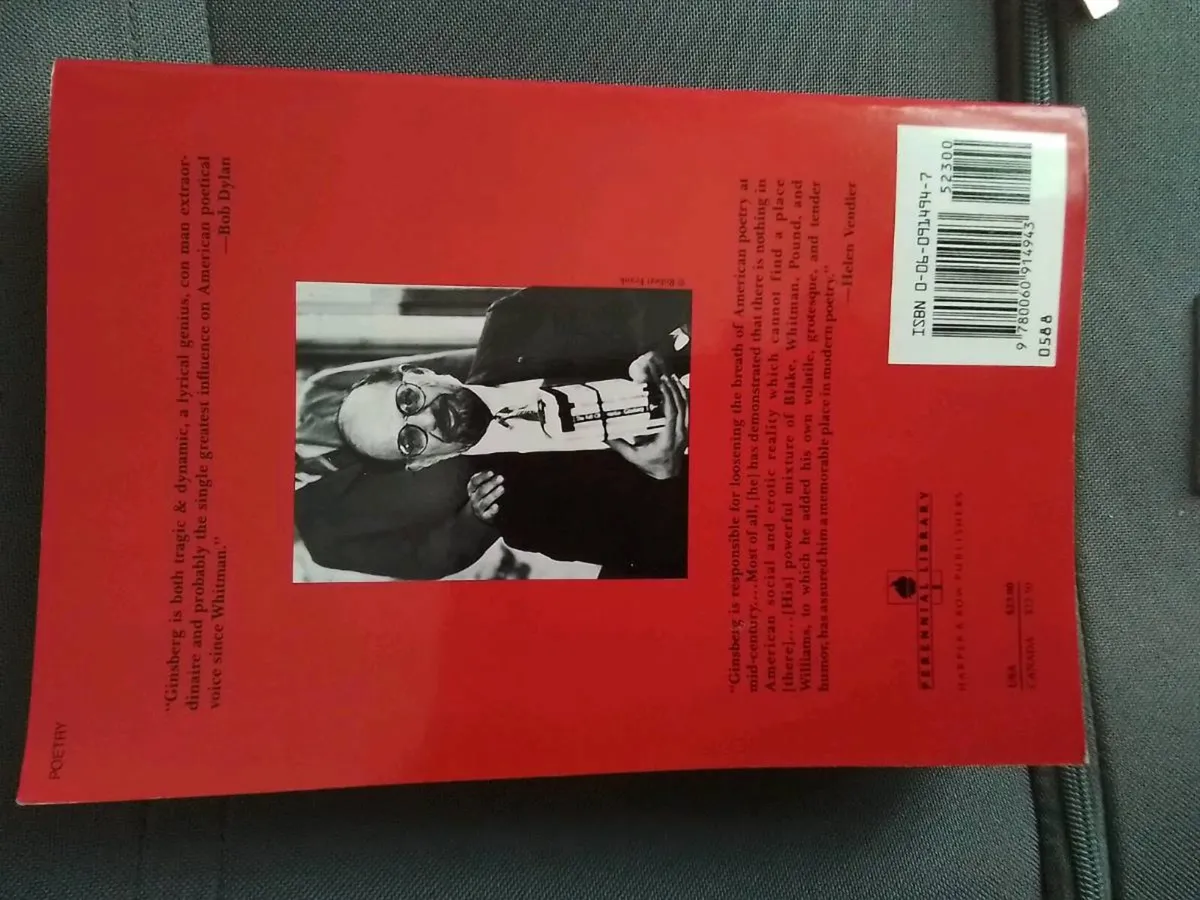 POETRY
“Ginsberg is both tragic & dynamic, a lyrical genius, con man extraor-
dinaire and probably the single greatest influence on American poetical
voice since Whitman.”
—Bob Dylan
© Robert Frank
“Ginsberg is responsible for loosening the breath of American poetry at
mid-century....Most of all, [he] has demonstrated that there is nothing in
American social and erotic reality which cannot find a place
[there]....[His] powerful mixture of Blake, Whitman, Pound, and
Williams, to which he added his own volatile, grotesque, and tender
humor, has assured him a memorable place in modern poetry.”
—Helen Vendler
PERENNIAL LIBRARY
HARPER & ROW PUBLISHERS
USA
CANADA
ISBN 0-06-091494-7
52300
9 780060 914943
0588